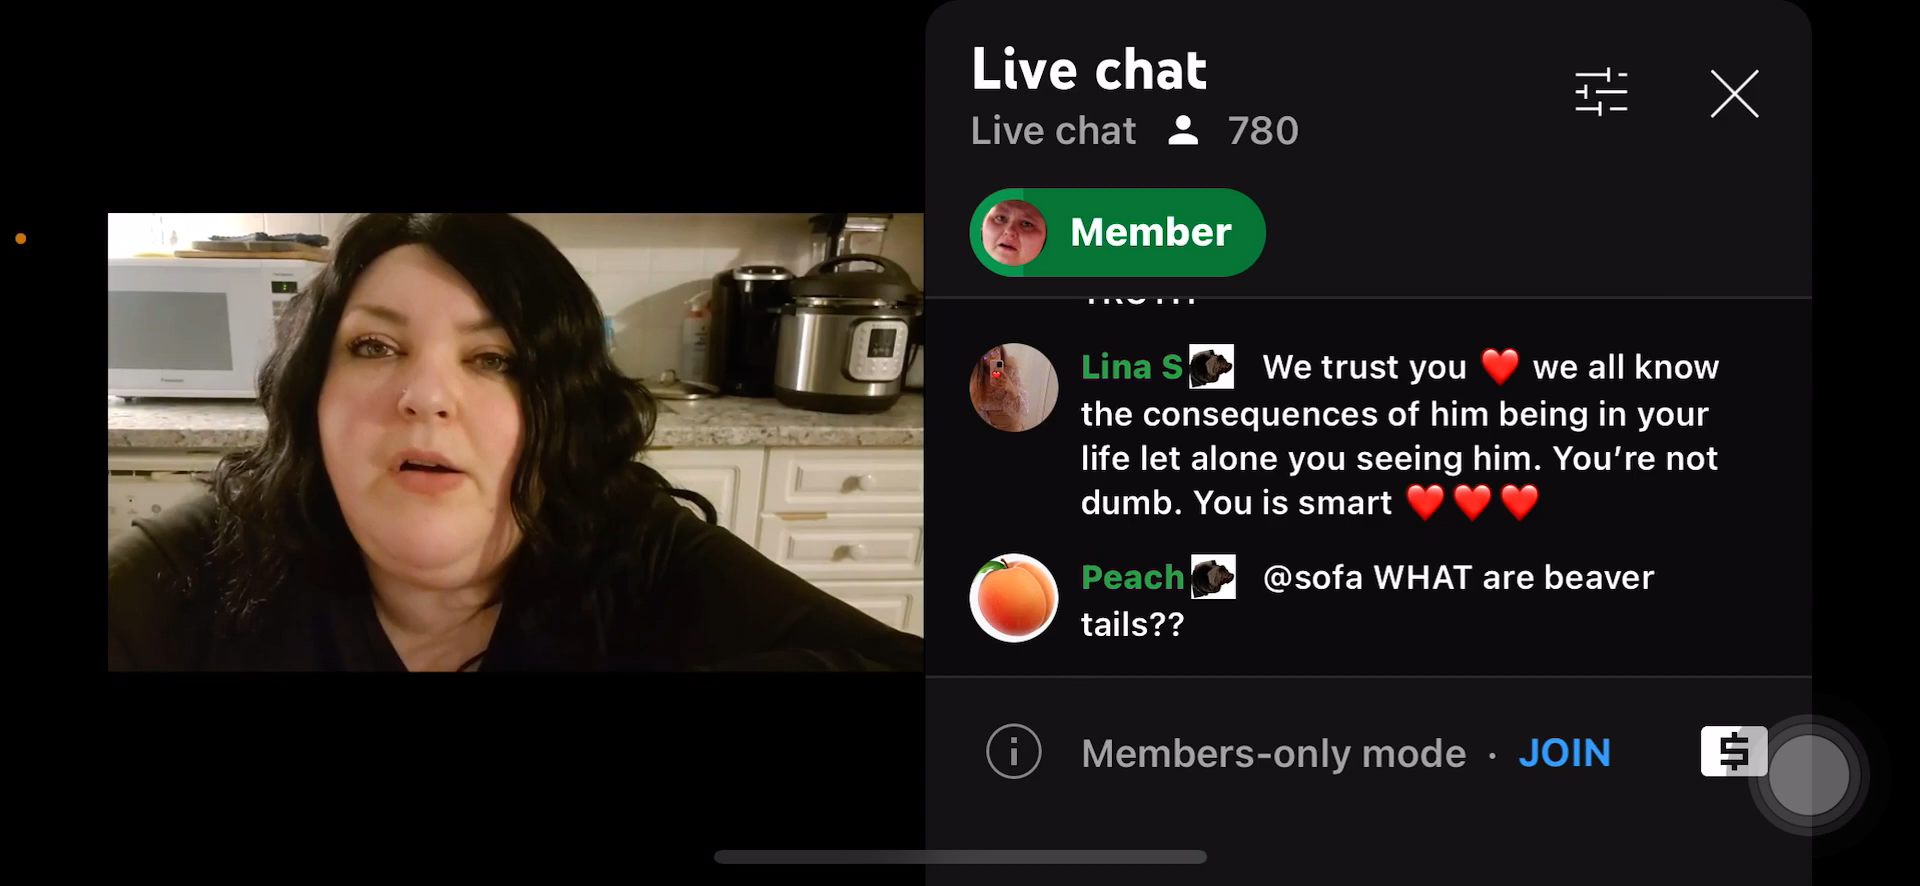 Live chat
Live chat 780
Member
Lina S We trust you ❤️ we all know
the consequences of him being in your
life let alone you seeing him. You’re not
dumb. You is smart ❤️❤️❤️
Peach @sofa WHAT are beaver
tails??
Members-only mode · JOIN